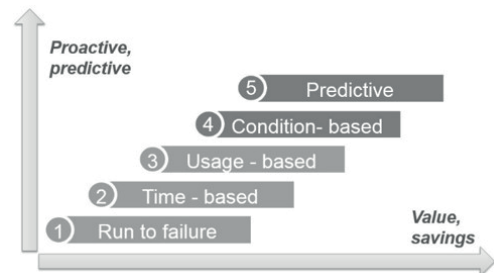 Proactive,
predictive
5 Predictive
4 Condition- based
3 Usage - based
2 Time - based
1 Run to failure
Value,
savings